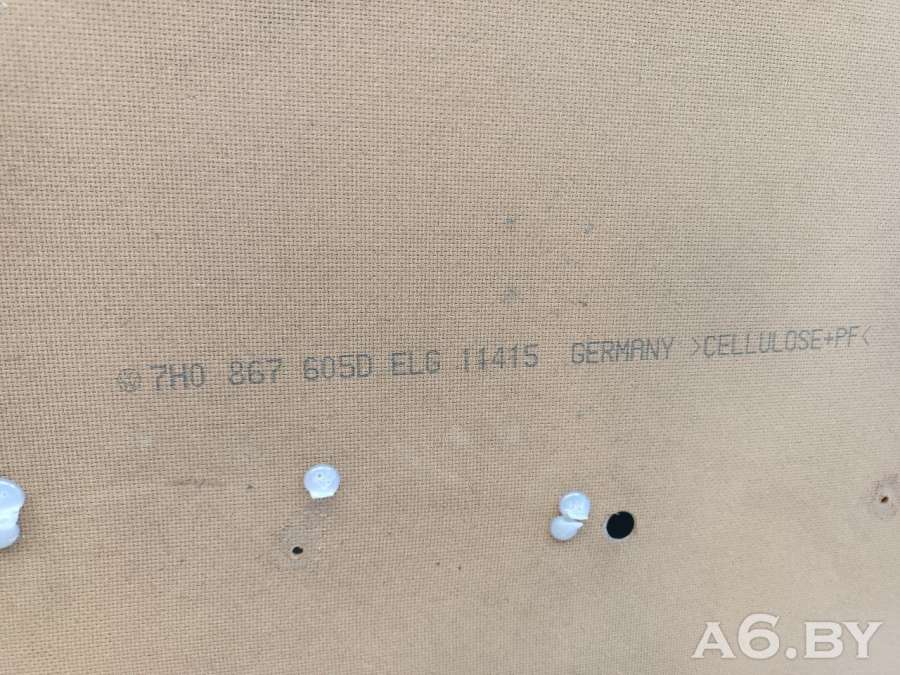 7H0 867 605D ELG 11415 GERMANY >CELLULOSE+PF<
A6.BY